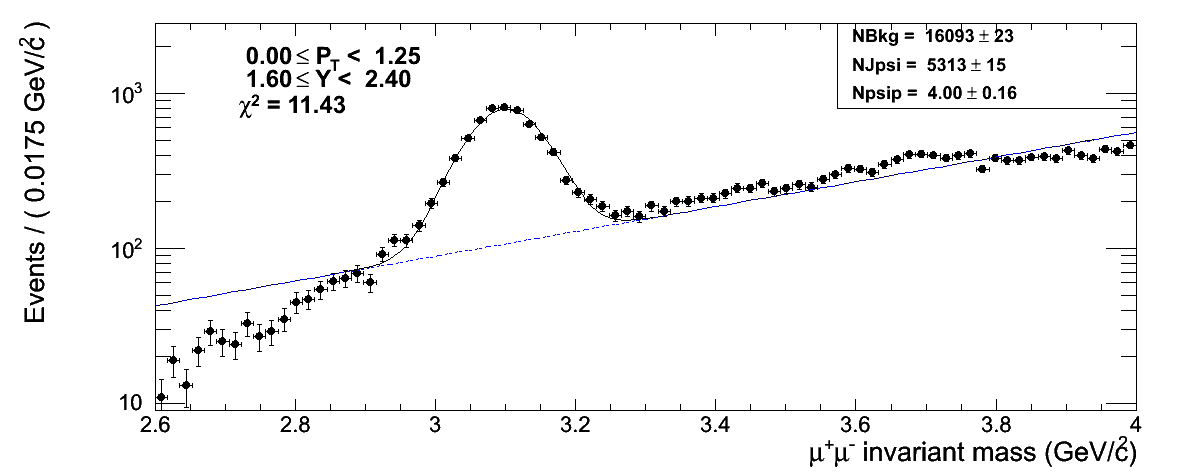 Events / ( 0.0175 GeV/c² )
0.00 ≤ P_T < 1.25
1.60 ≤ Y < 2.40
χ² = 11.43
NBkg = 16093 ± 23
NJpsi = 5313 ± 15
Npsip = 4.00 ± 0.16
10³
10²
10
2.6 2.8 3 3.2 3.4 3.6 3.8 4
μ⁺μ⁻ invariant mass (GeV/c²)